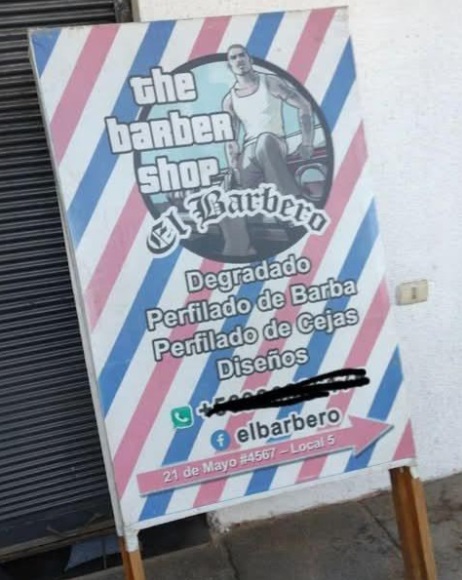 the
barber
shop
El Barbero
Degradado
Perfilado de Barba
Perfilado de Cejas
Diseños
elbarbero
21 de Mayo #4567 - Local 5